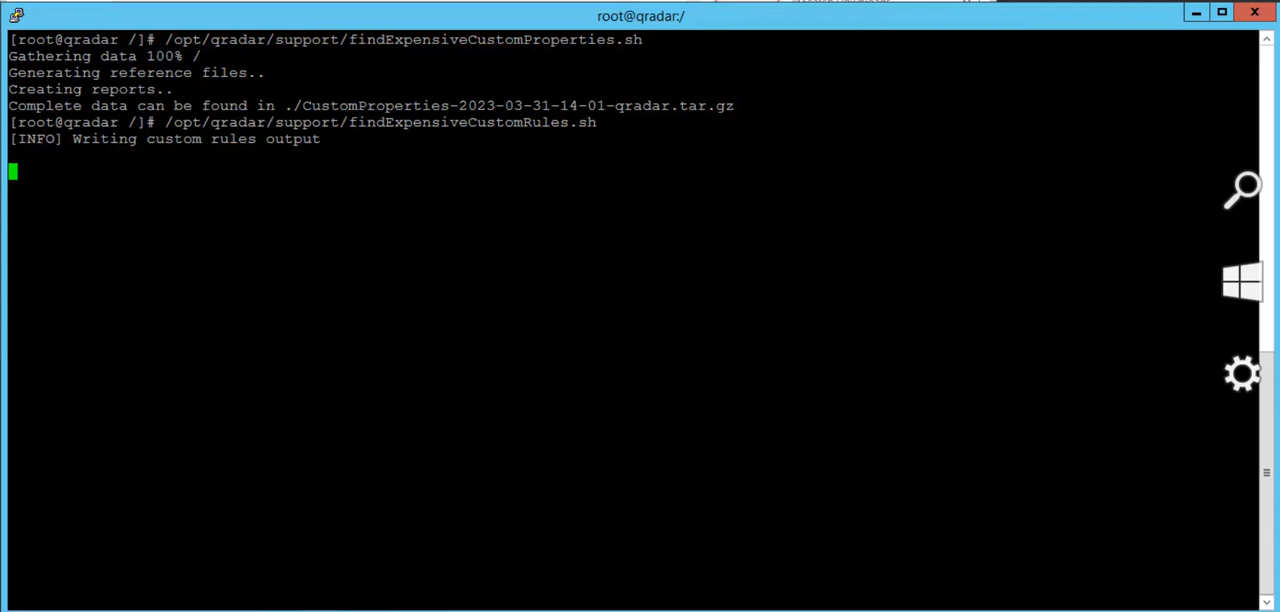 root@qradar:/
[root@qradar /]# /opt/qradar/support/findExpensiveCustomProperties.sh
Gathering data 100% /
Generating reference files..
Creating reports..
Complete data can be found in ./CustomProperties-2023-03-31-14-01-qradar.tar.gz
[root@qradar /]# /opt/qradar/support/findExpensiveCustomRules.sh
[INFO] Writing custom rules output